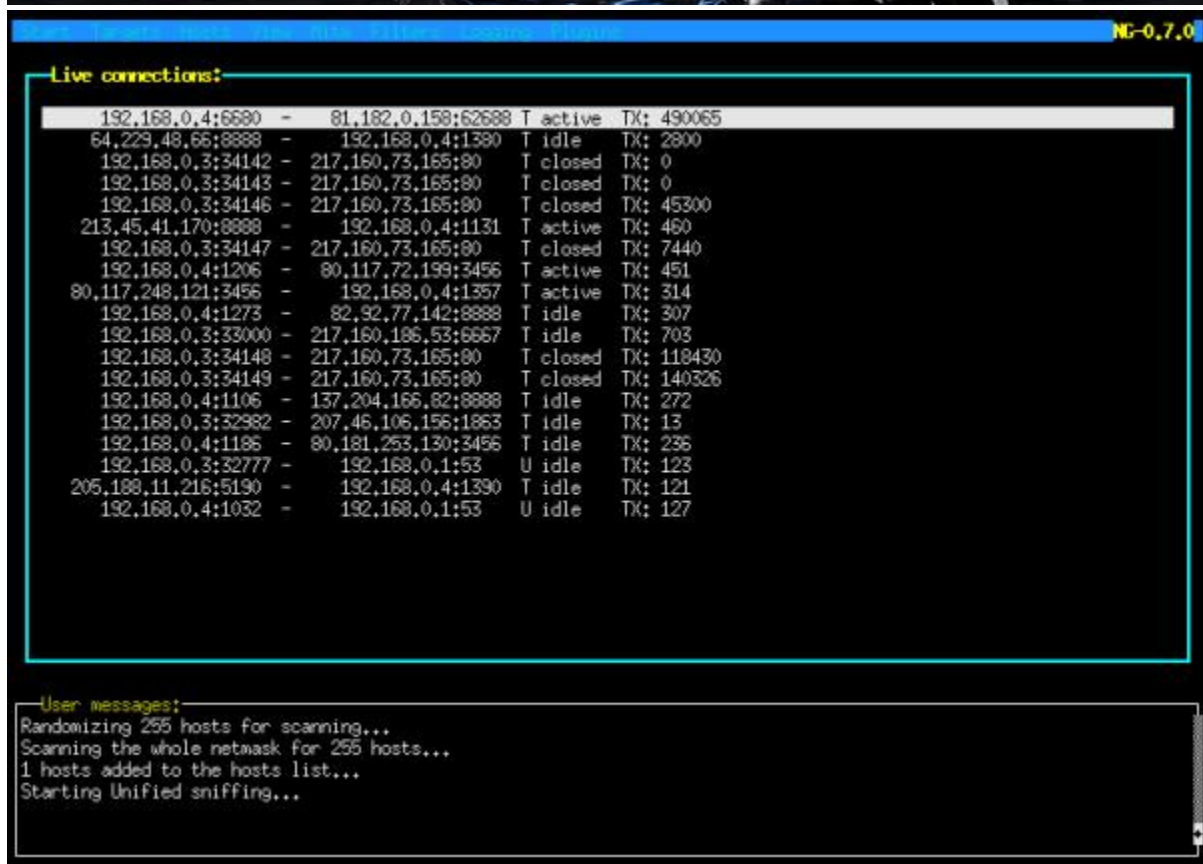 Start Targets Hosts View Mitm Filters Logging Plugins NG-0.7.0
Live connections:
192.168.0.4:6680 - 81.182.0.158:62688 T active TX: 490065
64.229.48.66:8888 - 192.168.0.4:1380 T idle TX: 2800
192.168.0.3:34142 - 217.160.73.165:80 T closed TX: 0
192.168.0.3:34143 - 217.160.73.165:80 T closed TX: 0
192.168.0.3:34146 - 217.160.73.165:80 T closed TX: 45300
213.45.41.170:8888 - 192.168.0.4:1131 T active TX: 460
192.168.0.3:34147 - 217.160.73.165:80 T closed TX: 7440
192.168.0.4:1206 - 80.117.72.199:3456 T active TX: 451
80.117.248.121:3456 - 192.168.0.4:1357 T active TX: 314
192.168.0.4:1273 - 82.92.77.142:8888 T idle TX: 307
192.168.0.3:33000 - 217.160.186.53:6667 T idle TX: 703
192.168.0.3:34148 - 217.160.73.165:80 T closed TX: 118430
192.168.0.3:34149 - 217.160.73.165:80 T closed TX: 140326
192.168.0.4:1106 - 137.204.166.82:8888 T idle TX: 272
192.168.0.3:32982 - 207.46.106.156:1863 T idle TX: 13
192.168.0.4:1186 - 80.181.253.130:3456 T idle TX: 236
192.168.0.3:32777 - 192.168.0.1:53 U idle TX: 123
205.188.11.216:5190 - 192.168.0.4:1390 T idle TX: 121
192.168.0.4:1032 - 192.168.0.1:53 U idle TX: 127
User messages:
Randomizing 255 hosts for scanning...
Scanning the whole netmask for 255 hosts...
1 hosts added to the hosts list...
Starting Unified sniffing...